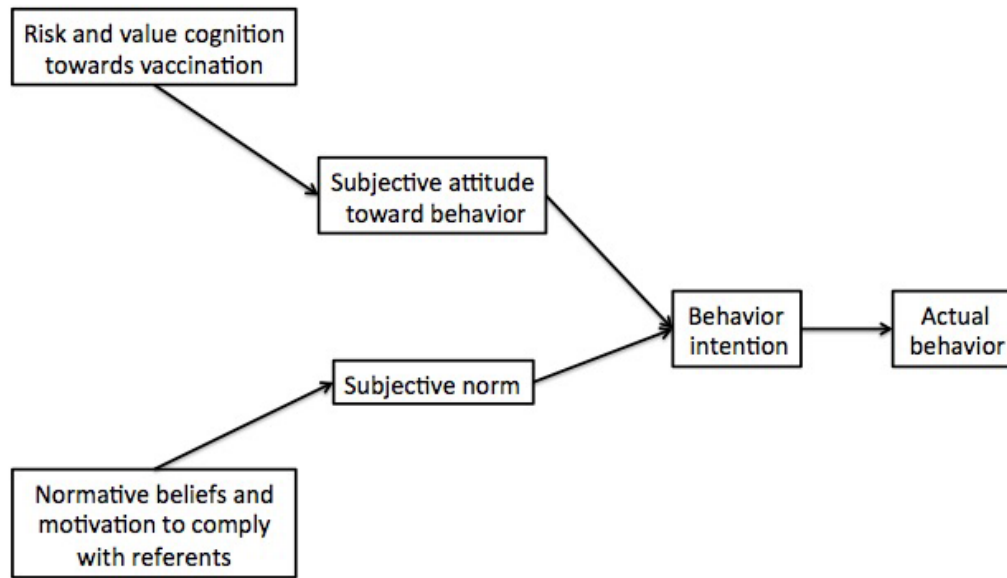 Risk and value cognition
towards vaccination
Subjective attitude
toward behavior
Behavior
intention
Actual
behavior
Subjective norm
Normative beliefs and
motivation to comply
with referents